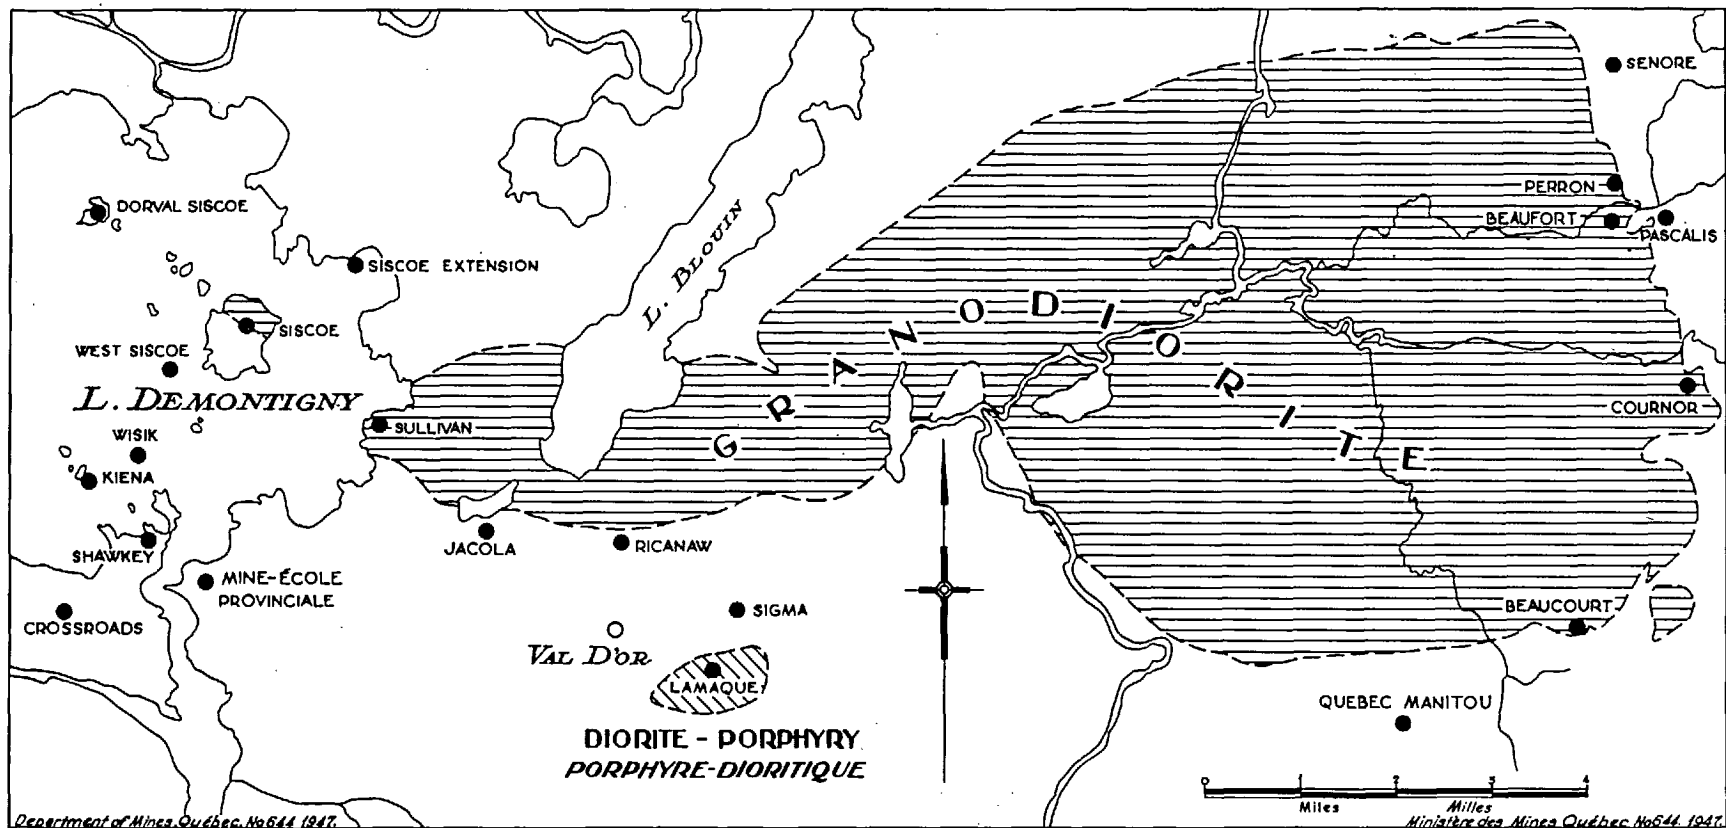 SENORE
PERRON
BEAUFORT
PASCALIS
DORVAL SISCOE
L. BLOUIN
SISCOE EXTENSION
SISCOE
WEST SISCOE
GRANODIORITE
L. DEMONTIGNY
COURNOR
SULLIVAN
WISIK
KIENA
SHAWKEY
JACOLA
RICANAW
MINE-ÉCOLE
PROVINCIALE
CROSSROADS
SIGMA
BEAUCOURT
VAL D'OR
LAMAQUE
QUEBEC MANITOU
DIORITE - PORPHYRY
PORPHYRE-DIORITIQUE
0 1 2 3 4
Miles Milles
Department of Mines, Québec, No 644 1947.
Ministère des Mines Québec No 644. 1947.